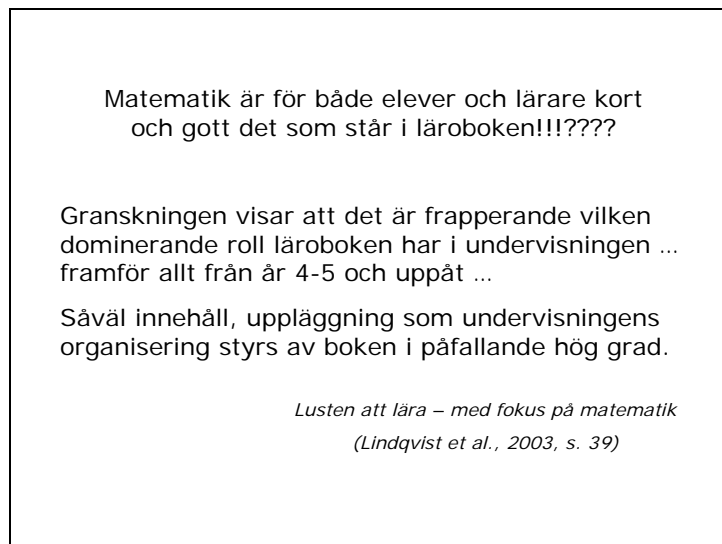 Matematik är för både elever och lärare kort
och gott det som står i läroboken!!!????
Granskningen visar att det är frapperande vilken
dominerande roll läroboken har i undervisningen ...
framför allt från år 4-5 och uppåt ...
Såväl innehåll, uppläggning som undervisningens
organisering styrs av boken i påfallande hög grad.
Lusten att lära – med fokus på matematik
(Lindqvist et al., 2003, s. 39)